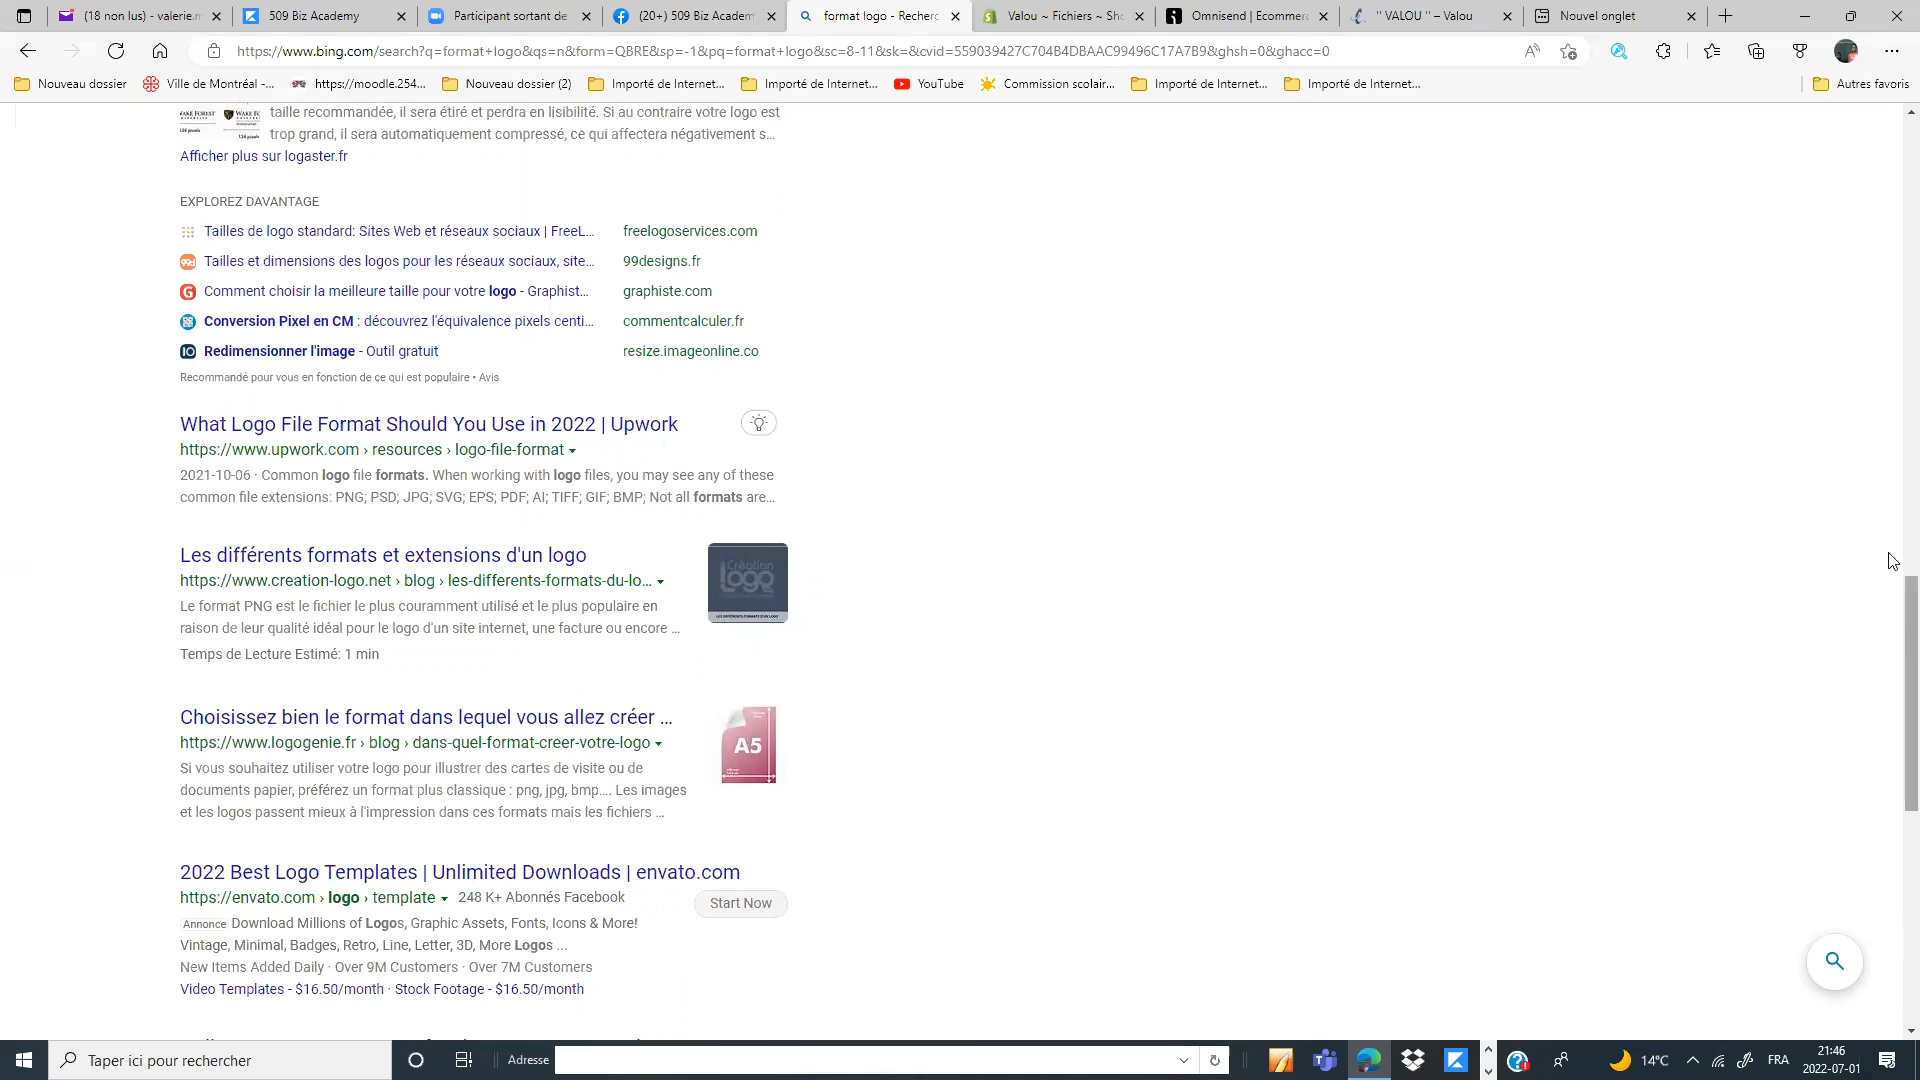 (18 non lus) - valerie.m
509 Biz Academy
Participant sortant de
(20+) 509 Biz Academ
format logo - Recherc
Valou ~ Fichiers ~ Sho
Omnisend | Ecommerc
" VALOU " – Valou
Nouvel onglet
https://www.bing.com/search?q=format+logo&qs=n&form=QBRE&sp=-1&pq=format+logo&sc=8-11&sk=&cvid=559039427C704B4DBAAC99496C17A7B9&ghsh=0&ghacc=0
Nouveau dossier
Ville de Montréal -...
https://moodle.254...
Nouveau dossier (2)
Importé de Internet...
Importé de Internet...
YouTube
Commission scolair...
Importé de Internet...
Importé de Internet...
Autres favoris
taille recommandée, il sera étiré et perdra en lisibilité. Si au contraire votre logo est
trop grand, il sera automatiquement compressé, ce qui affectera négativement s...
Afficher plus sur logaster.fr
EXPLOREZ DAVANTAGE
Tailles de logo standard: Sites Web et réseaux sociaux | FreeL... freelogoservices.com
Tailles et dimensions des logos pour les réseaux sociaux, site... 99designs.fr
Comment choisir la meilleure taille pour votre logo - Graphist... graphiste.com
Conversion Pixel en CM : découvrez l'équivalence pixels centi... commentcalculer.fr
Redimensionner l'image - Outil gratuit resize.imageonline.co
Recommandé pour vous en fonction de ce qui est populaire • Avis
What Logo File Format Should You Use in 2022 | Upwork
https://www.upwork.com › resources › logo-file-format
2021-10-06 · Common logo file formats. When working with logo files, you may see any of these
common file extensions: PNG; PSD; JPG; SVG; EPS; PDF; AI; TIFF; GIF; BMP; Not all formats are...
Les différents formats et extensions d'un logo
https://www.creation-logo.net › blog › les-differents-formats-du-lo...
Le format PNG est le fichier le plus couramment utilisé et le plus populaire en
raison de leur qualité idéal pour le logo d'un site internet, une facture ou encore ...
Temps de Lecture Estimé: 1 min
Création
Logo
Choisissez bien le format dans lequel vous allez créer ...
https://www.logogenie.fr › blog › dans-quel-format-creer-votre-logo
Si vous souhaitez utiliser votre logo pour illustrer des cartes de visite ou de
documents papier, préférez un format plus classique : png, jpg, bmp.... Les images
et les logos passent mieux à l'impression dans ces formats mais les fichiers ...
A5
2022 Best Logo Templates | Unlimited Downloads | envato.com
https://envato.com › logo › template 248 K+ Abonnés Facebook
Start Now
Annonce Download Millions of Logos, Graphic Assets, Fonts, Icons & More!
Vintage, Minimal, Badges, Retro, Line, Letter, 3D, More Logos ...
New Items Added Daily · Over 9M Customers · Over 7M Customers
Video Templates - $16.50/month · Stock Footage - $16.50/month
Taper ici pour rechercher
Adresse
14°C
FRA
21:46
2022-07-01